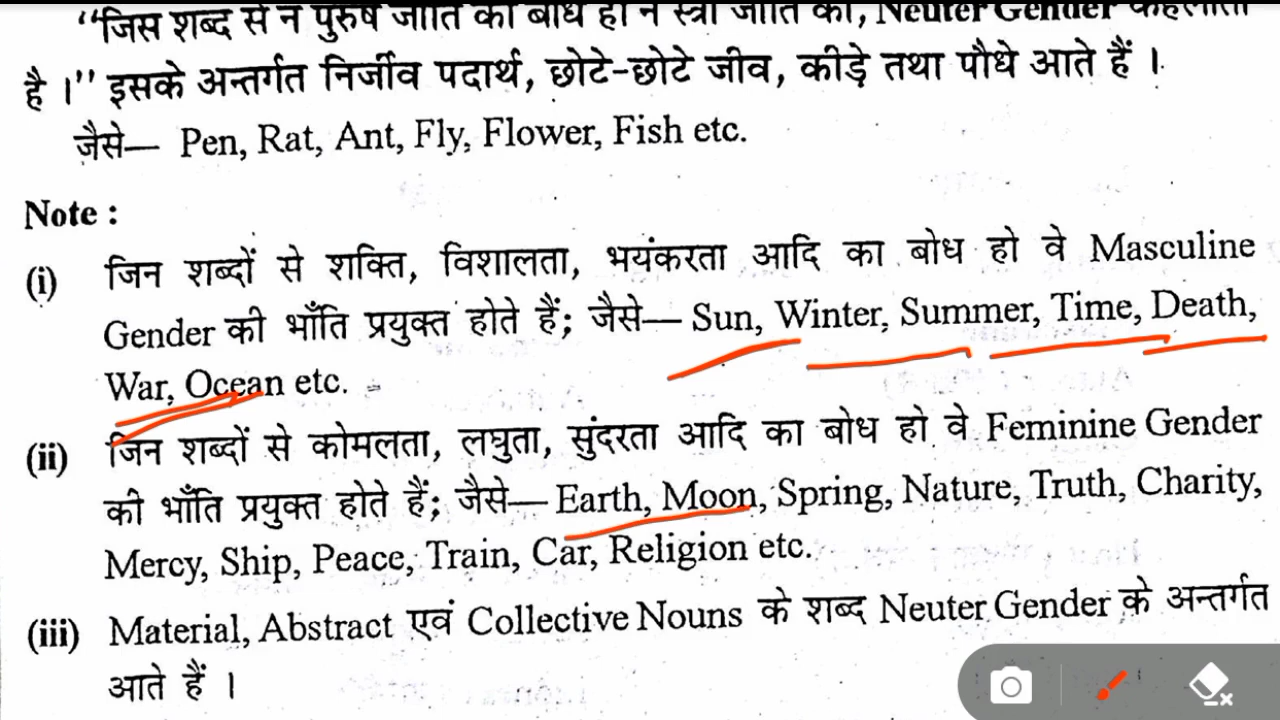 “जिस शब्द से न पुरुष जाति का बोध हो न स्त्री जाति का, Neuter Gender कहलाता
है ।” इसके अन्तर्गत निर्जीव पदार्थ, छोटे-छोटे जीव, कीड़े तथा पौधे आते हैं ।
जैसे— Pen, Rat, Ant, Fly, Flower, Fish etc.
Note :
(i) जिन शब्दों से शक्ति, विशालता, भयंकरता आदि का बोध हो वे Masculine
Gender की भाँति प्रयुक्त होते हैं; जैसे— Sun, Winter, Summer, Time, Death,
War, Ocean etc.
(ii) जिन शब्दों से कोमलता, लघुता, सुंदरता आदि का बोध हो वे Feminine Gender
की भाँति प्रयुक्त होते हैं; जैसे— Earth, Moon, Spring, Nature, Truth, Charity,
Mercy, Ship, Peace, Train, Car, Religion etc.
(iii) Material, Abstract एवं Collective Nouns के शब्द Neuter Gender के अन्तर्गत
आते हैं ।